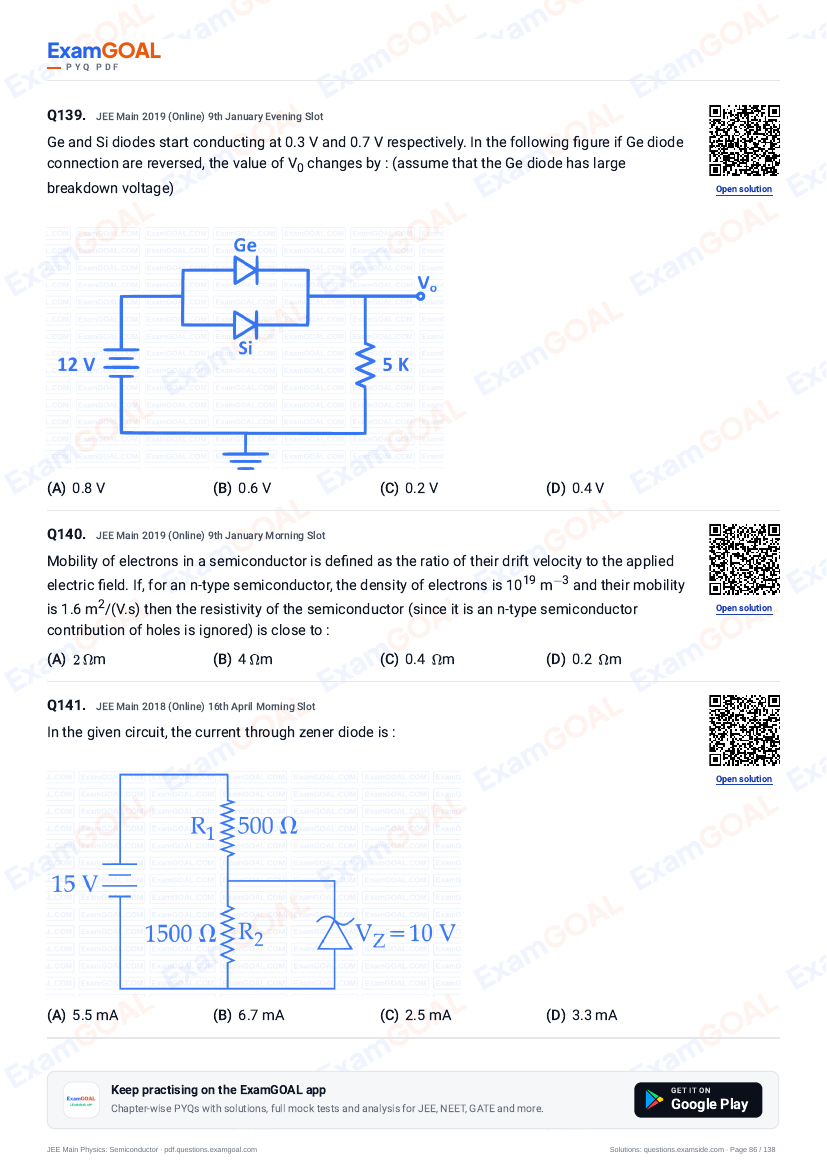 ExamGOAL
PYQ PDF
Q139. JEE Main 2019 (Online) 9th January Evening Slot
Ge and Si diodes start conducting at 0.3 V and 0.7 V respectively. In the following figure if Ge diode
connection are reversed, the value of V0 changes by : (assume that the Ge diode has large
breakdown voltage)
Open solution
Ge
Vo
Si
12 V
5 K
(A) 0.8 V (B) 0.6 V (C) 0.2 V (D) 0.4 V
Q140. JEE Main 2019 (Online) 9th January Morning Slot
Mobility of electrons in a semiconductor is defined as the ratio of their drift velocity to the applied
electric field. If, for an n-type semiconductor, the density of electrons is 10^19 m^−3 and their mobility
is 1.6 m^2/(V.s) then the resistivity of the semiconductor (since it is an n-type semiconductor
contribution of holes is ignored) is close to :
Open solution
(A) 2 Ωm (B) 4 Ωm (C) 0.4 Ωm (D) 0.2 Ωm
Q141. JEE Main 2018 (Online) 16th April Morning Slot
In the given circuit, the current through zener diode is :
Open solution
R1 500 Ω
15 V
1500 Ω R2 VZ = 10 V
(A) 5.5 mA (B) 6.7 mA (C) 2.5 mA (D) 3.3 mA
ExamGOAL
Keep practising on the ExamGOAL app
Chapter-wise PYQs with solutions, full mock tests and analysis for JEE, NEET, GATE and more.
GET IT ON
Google Play
JEE Main Physics: Semiconductor · pdf.questions.examgoal.com
Solutions: questions.examside.com · Page 86 / 138